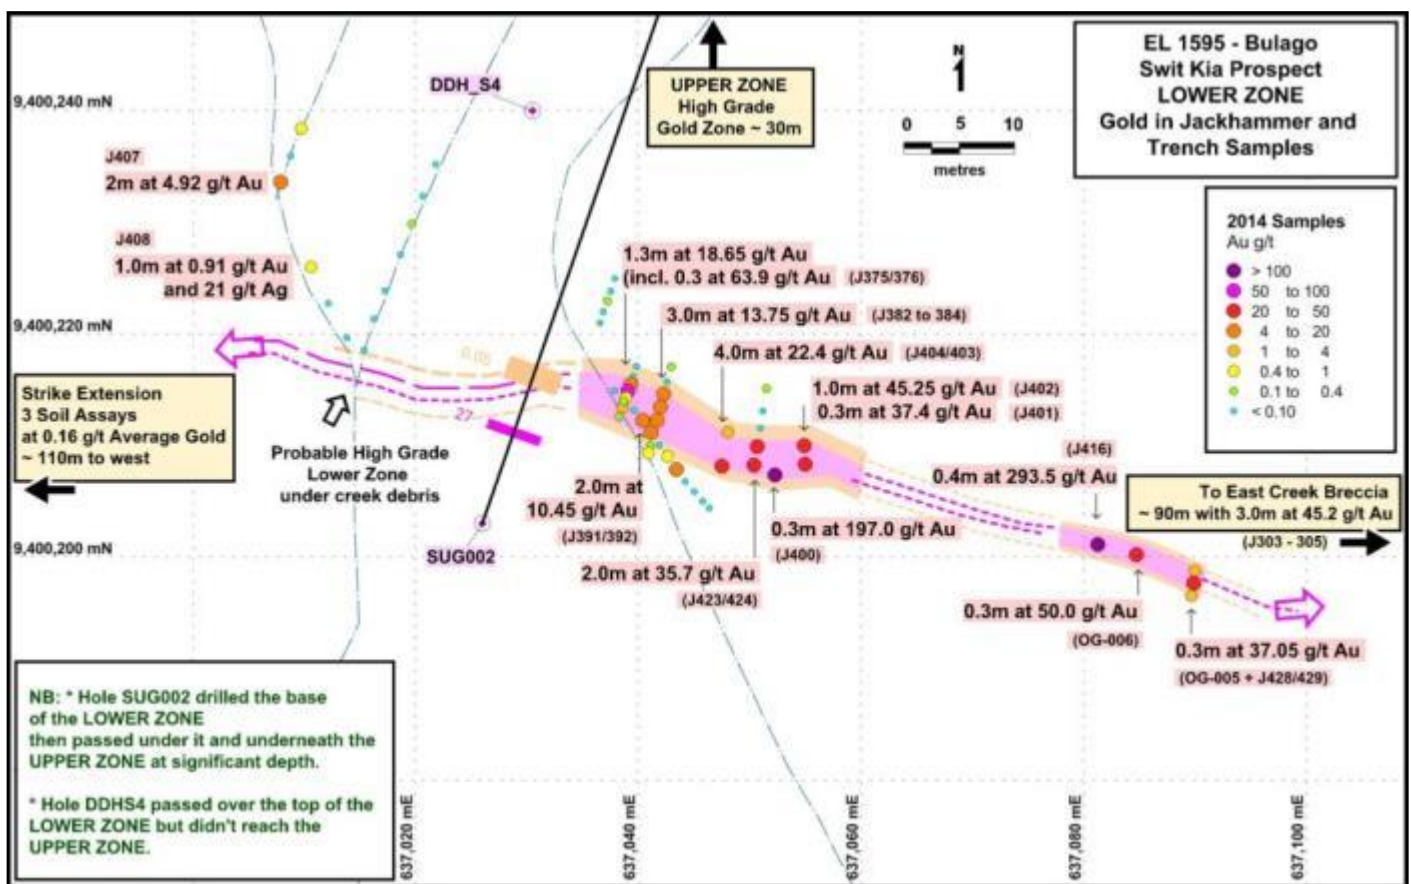 EL 1595 - Bulago
Swit Kia Prospect
LOWER ZONE
Gold in Jackhammer and
Trench Samples
N
0 5 10
metres
UPPER ZONE
High Grade
Gold Zone ~ 30m
DDH_S4
9,400,240 mN
J407
2m at 4.92 g/t Au
J408
1.0m at 0.91 g/t Au
and 21 g/t Ag
2014 Samples
Au g/t
> 100
50 to 100
20 to 50
4 to 20
1 to 4
0.4 to 1
0.1 to 0.4
< 0.10
1.3m at 18.65 g/t Au
(incl. 0.3 at 63.9 g/t Au (J375/376)
3.0m at 13.75 g/t Au (J382 to 384)
4.0m at 22.4 g/t Au (J404/403)
1.0m at 45.25 g/t Au (J402)
0.3m at 37.4 g/t Au (J401)
9,400,220 mN
0.05
27
Strike Extension
3 Soil Assays
at 0.16 g/t Average Gold
~ 110m to west
Probable High Grade
Lower Zone
under creek debris
2.0m at
10.45 g/t Au
(J391/392)
0.3m at 197.0 g/t Au
(J400)
2.0m at 35.7 g/t Au
(J423/424)
(J416)
0.4m at 293.5 g/t Au
To East Creek Breccia
~ 90m with 3.0m at 45.2 g/t Au
(J303 - 305)
SUG002
9,400,200 mN
0.3m at 50.0 g/t Au
(OG-006)
0.3m at 37.05 g/t Au
(OG-005 + J428/429)
NB: * Hole SUG002 drilled the base
of the LOWER ZONE
then passed under it and underneath the
UPPER ZONE at significant depth.
* Hole DDHS4 passed over the top of the
LOWER ZONE but didn't reach the
UPPER ZONE.
637,020 mE
637,040 mE
637,060 mE
637,080 mE
637,100 mE